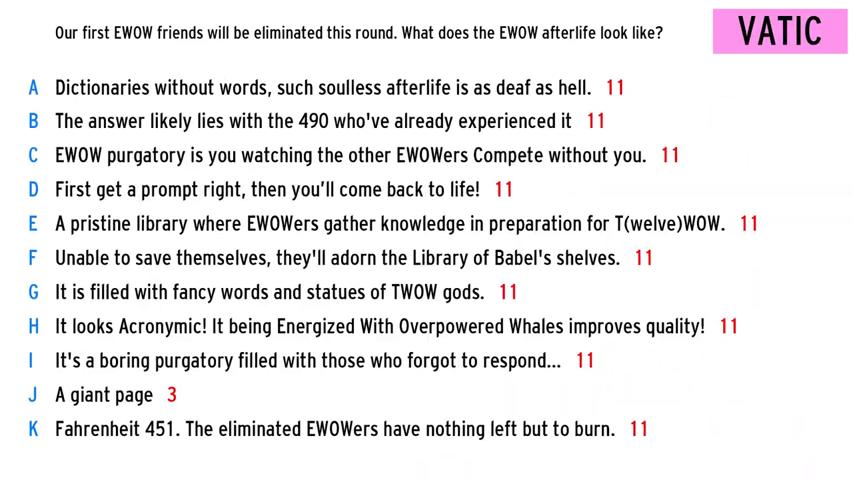 Our first EWOW friends will be eliminated this round. What does the EWOW afterlife look like?
VATIC
A Dictionaries without words, such soulless afterlife is as deaf as hell. 11
B The answer likely lies with the 490 who've already experienced it 11
C EWOW purgatory is you watching the other EWOWers Compete without you. 11
D First get a prompt right, then you'll come back to life! 11
E A pristine library where EWOWers gather knowledge in preparation for T(welve)WOW. 11
F Unable to save themselves, they'll adorn the Library of Babel's shelves. 11
G It is filled with fancy words and statues of TWOW gods. 11
H It looks Acronymic! It being Energized With Overpowered Whales improves quality! 11
I It's a boring purgatory filled with those who forgot to respond... 11
J A giant page 3
K Fahrenheit 451. The eliminated EWOWers have nothing left but to burn. 11